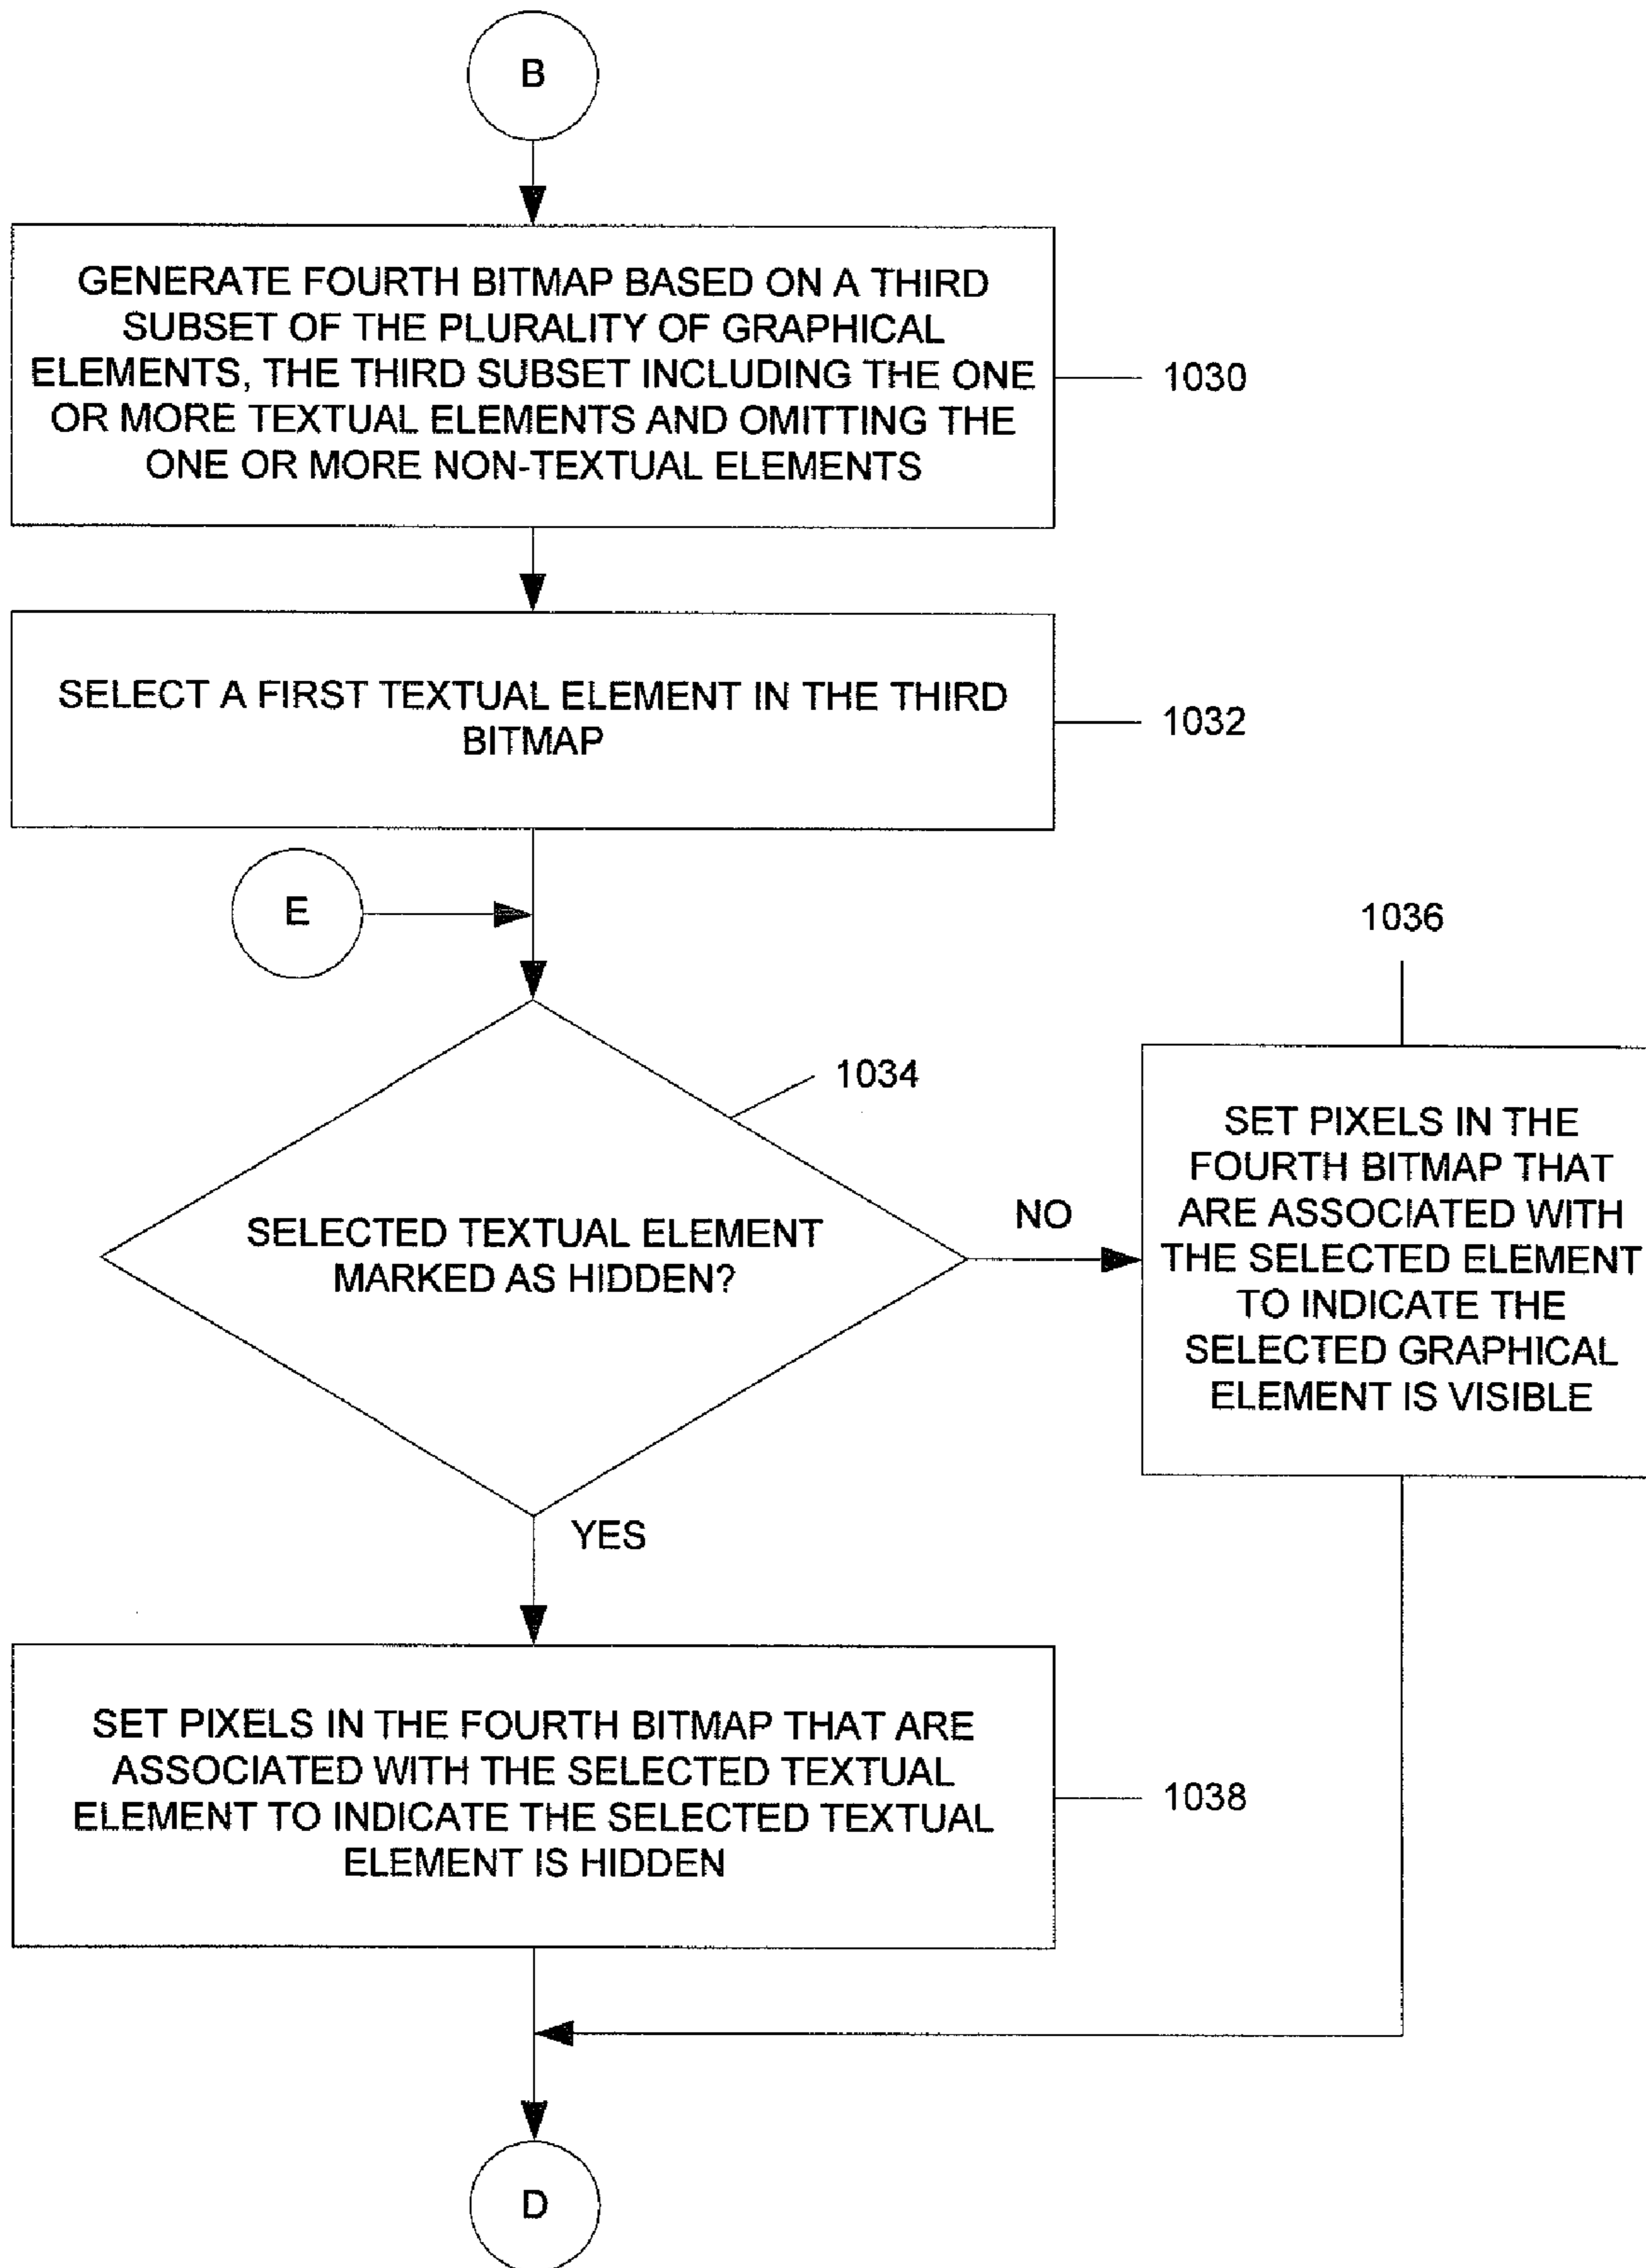 B
GENERATE FOURTH BITMAP BASED ON A THIRD
SUBSET OF THE PLURALITY OF GRAPHICAL
ELEMENTS, THE THIRD SUBSET INCLUDING THE ONE
OR MORE TEXTUAL ELEMENTS AND OMITTING THE
ONE OR MORE NON-TEXTUAL ELEMENTS
1030
SELECT A FIRST TEXTUAL ELEMENT IN THE THIRD
BITMAP
1032
E
1034
SELECTED TEXTUAL ELEMENT
MARKED AS HIDDEN?
NO
1036
SET PIXELS IN THE
FOURTH BITMAP THAT
ARE ASSOCIATED WITH
THE SELECTED ELEMENT
TO INDICATE THE
SELECTED GRAPHICAL
ELEMENT IS VISIBLE
YES
SET PIXELS IN THE FOURTH BITMAP THAT ARE
ASSOCIATED WITH THE SELECTED TEXTUAL
ELEMENT TO INDICATE THE SELECTED TEXTUAL
ELEMENT IS HIDDEN
1038
D